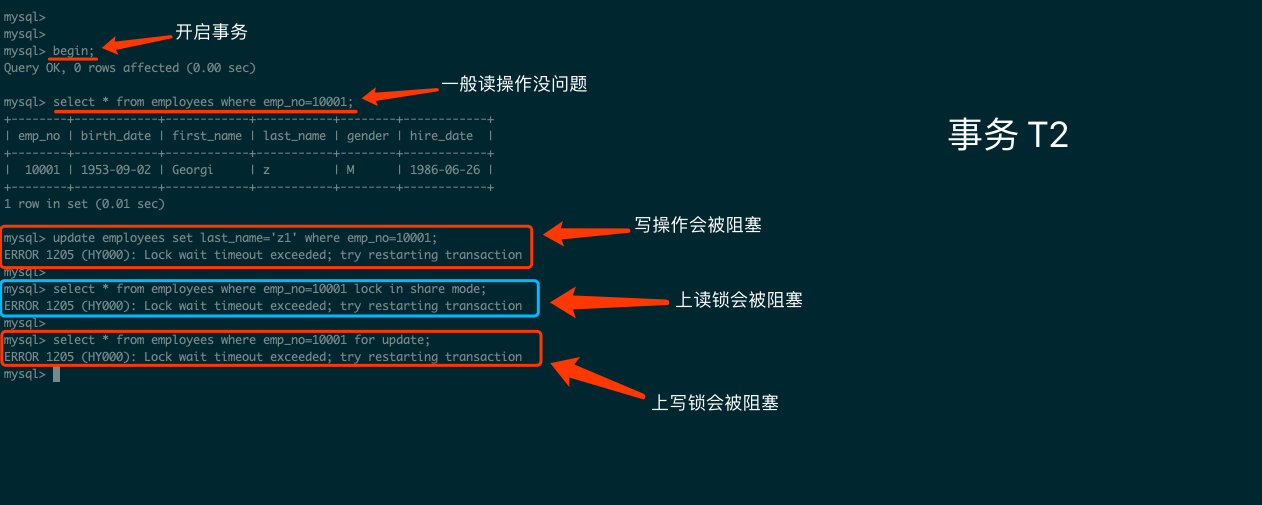 mysql>
mysql>
mysql> begin;
开启事务
Query OK, 0 rows affected (0.00 sec)
一般读操作没问题
mysql> select * from employees where emp_no=10001;
+--------+------------+------------+-----------+--------+------------+
| emp_no | birth_date | first_name | last_name | gender | hire_date  |
+--------+------------+------------+-----------+--------+------------+
|  10001 | 1953-09-02 | Georgi     | z         | M      | 1986-06-26 |
+--------+------------+------------+-----------+--------+------------+
1 row in set (0.01 sec)
事务 T2
写操作会被阻塞
mysql> update employees set last_name='z1' where emp_no=10001;
ERROR 1205 (HY000): Lock wait timeout exceeded; try restarting transaction
mysql>
mysql> select * from employees where emp_no=10001 lock in share mode;
ERROR 1205 (HY000): Lock wait timeout exceeded; try restarting transaction
上读锁会被阻塞
mysql>
mysql> select * from employees where emp_no=10001 for update;
ERROR 1205 (HY000): Lock wait timeout exceeded; try restarting transaction
mysql>
上写锁会被阻塞